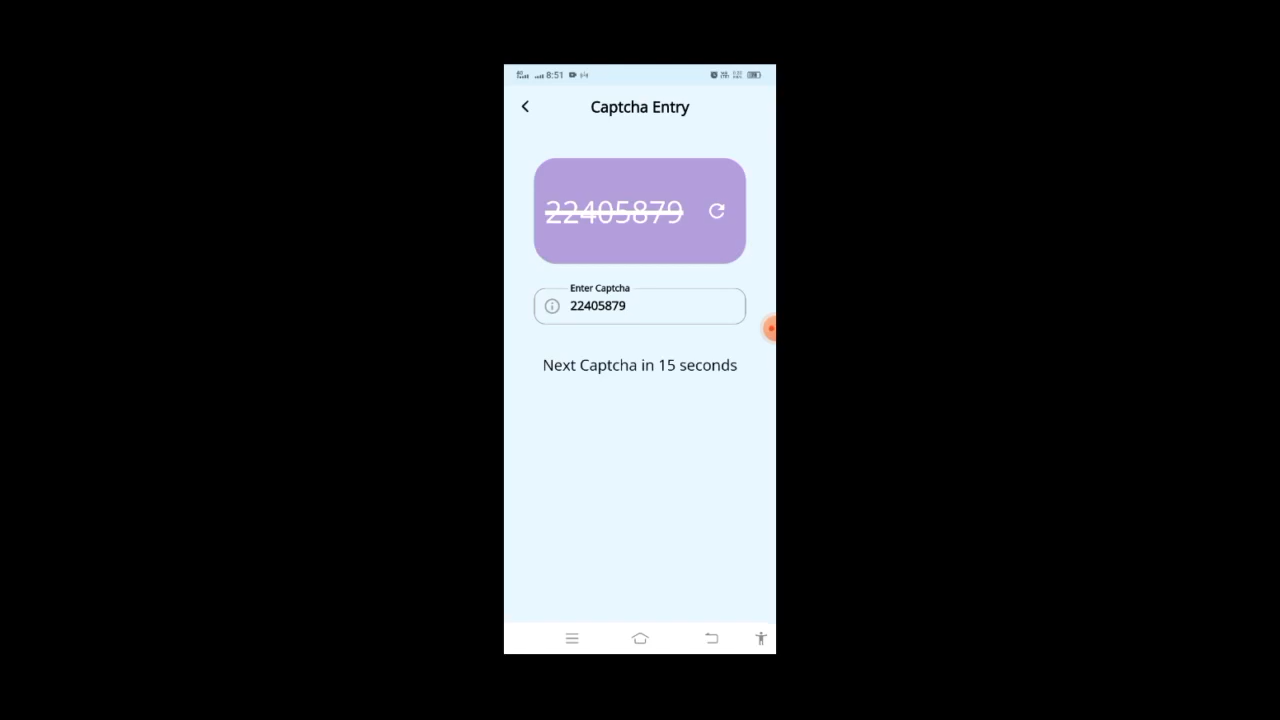 8:51
Captcha Entry
22405879
Enter Captcha
22405879
Next Captcha in 15 seconds